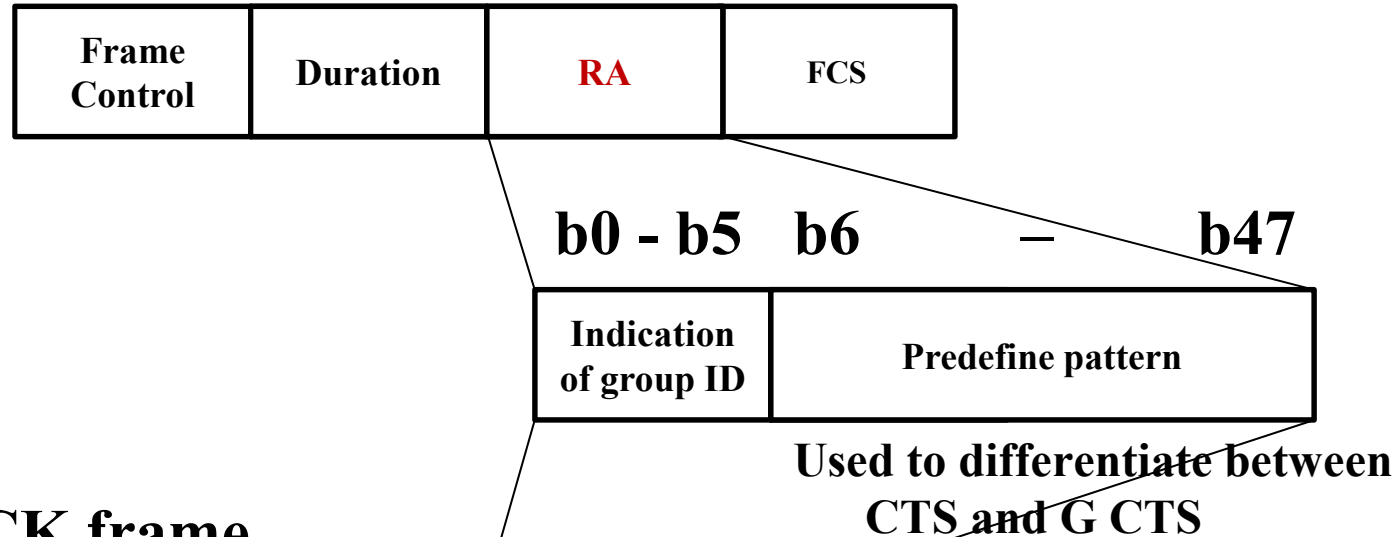 Frame
Control
Duration
RA
FCS
b0 - b5 b6 – b47
Indication
of group ID
Predefine pattern
Used to differentiate between
CTS and G CTS
frame